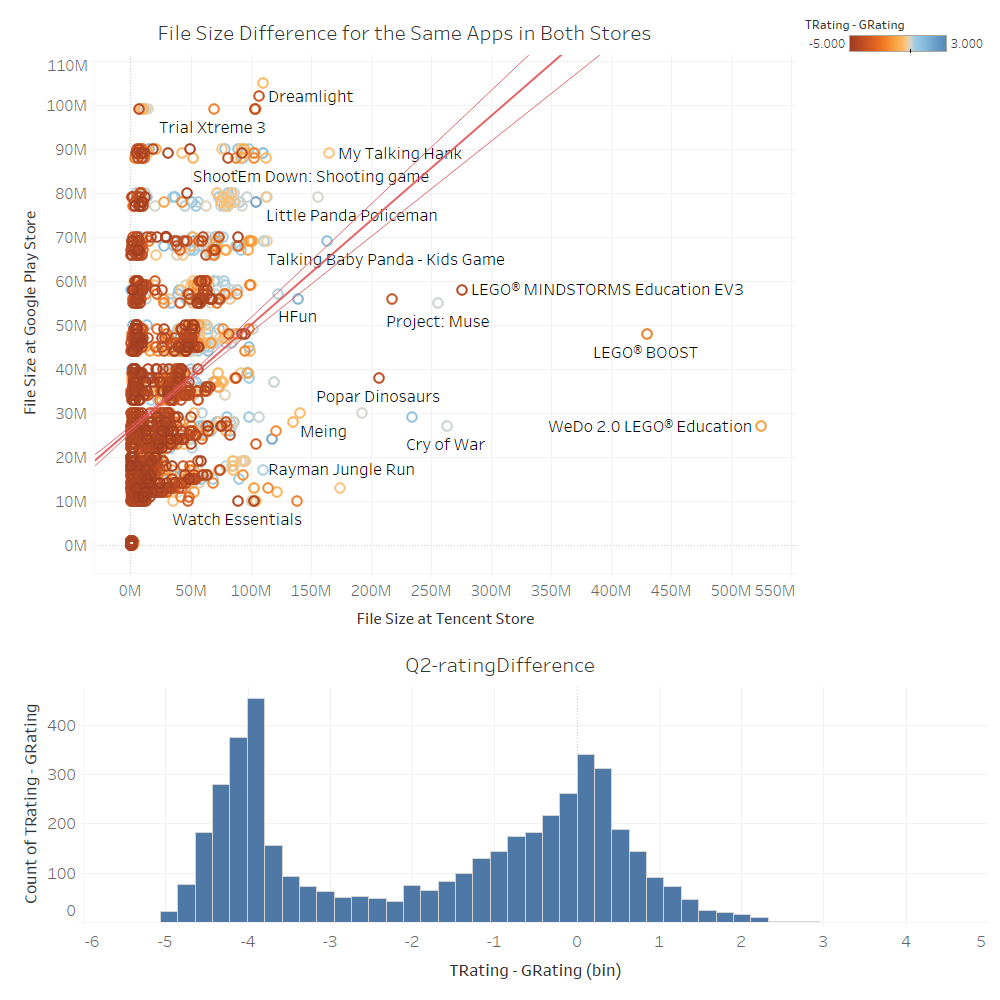 File Size Difference for the Same Apps in Both Stores
TRating - GRating
-5.000
3.000
File Size at Google Play Store
110M
100M
90M
80M
70M
60M
50M
40M
30M
20M
10M
0M
Dreamlight
Trial Xtreme 3
My Talking Hank
Shoot'Em Down: Shooting game
Little Panda Policeman
Talking Baby Panda - Kids Game
LEGO® MINDSTORMS Education EV3
HFun
Project: Muse
LEGO® BOOST
Popar Dinosaurs
Meing
WeDo 2.0 LEGO® Education
Cry of War
Rayman Jungle Run
Watch Essentials
0M
50M
100M
150M
200M
250M
300M
350M
400M
450M
500M
550M
File Size at Tencent Store
Q2-ratingDifference
Count of TRating - GRating
400
300
200
100
0
-6
-5
-4
-3
-2
-1
0
1
2
3
4
5
TRating - GRating (bin)